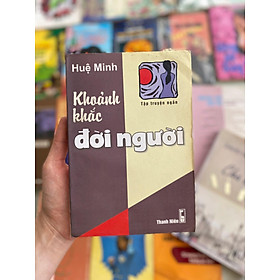 Huệ Minh
Tập truyện ngắn
Khoảnh
khắc
đời người
Thanh Niên